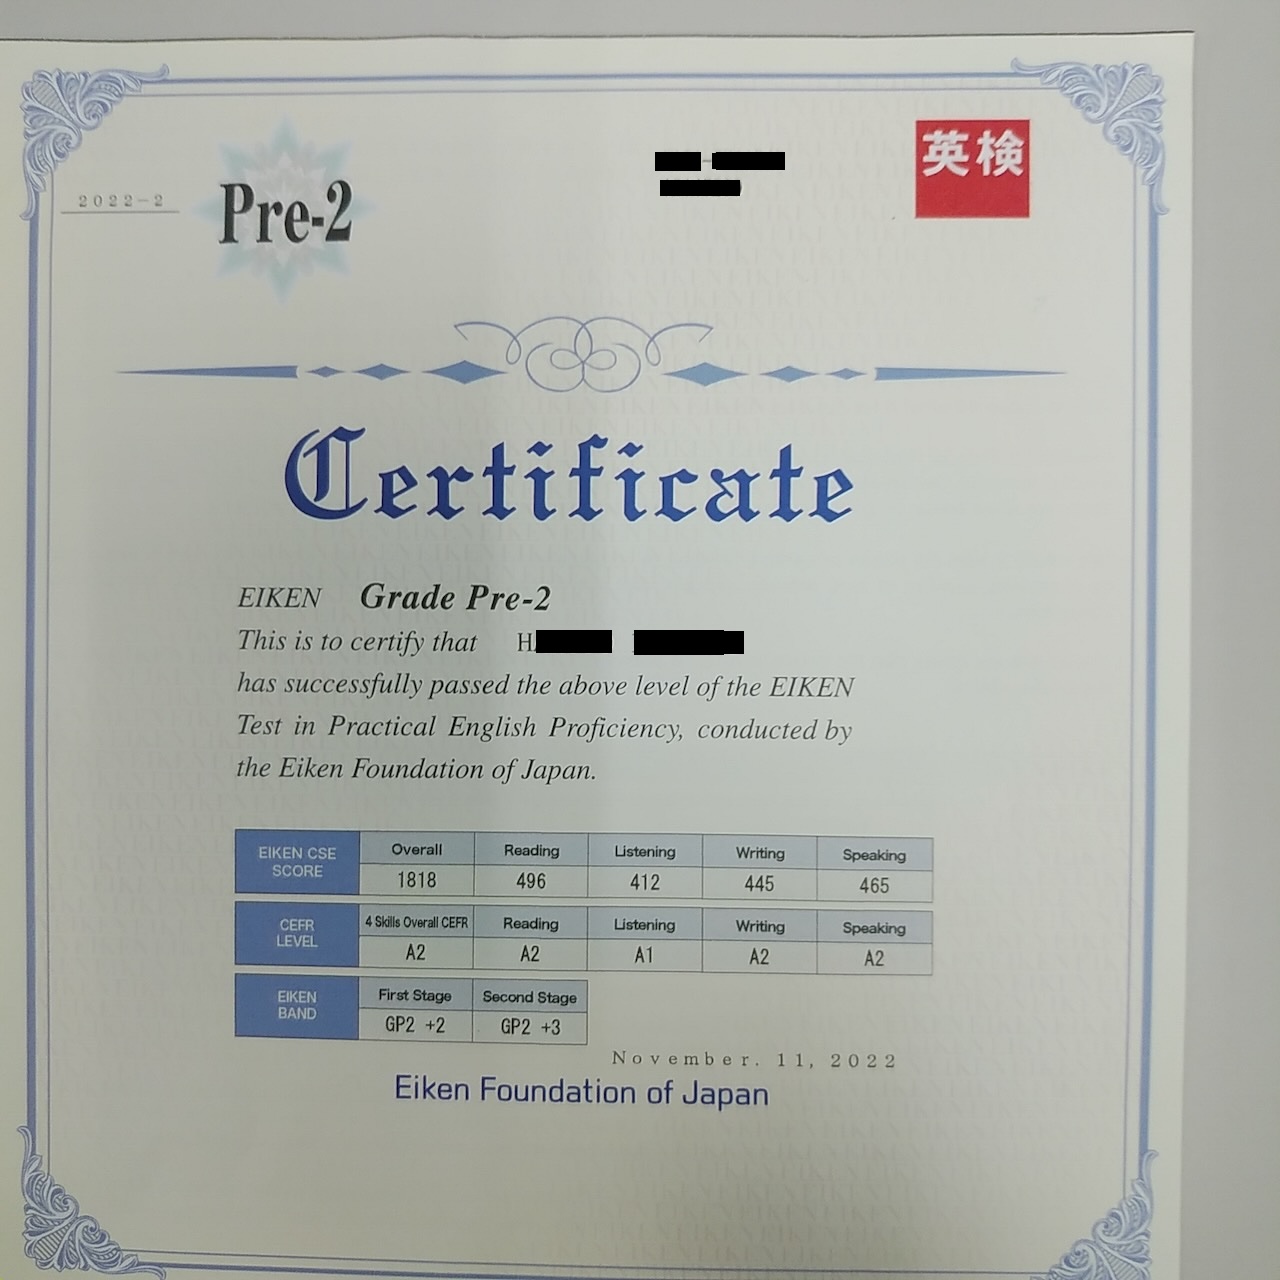 2022-2
Pre-2
英検
Certificate
EIKEN Grade Pre-2
This is to certify that H
has successfully passed the above level of the EIKEN
Test in Practical English Proficiency, conducted by
the Eiken Foundation of Japan.
EIKEN CSE SCORE
Overall Reading Listening Writing Speaking
1818 496 412 445 465
CEFR LEVEL
4 Skills Overall CEFR Reading Listening Writing Speaking
A2 A2 A1 A2 A2
EIKEN BAND
First Stage Second Stage
GP2 +2 GP2 +3
November. 11, 2022
Eiken Foundation of Japan